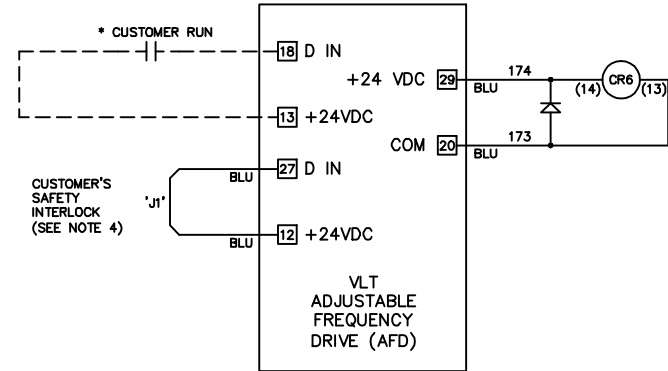 * CUSTOMER RUN
18 D IN
13 +24VDC
27 D IN
BLU
CUSTOMER'S
SAFETY
INTERLOCK
(SEE NOTE 4)
'J1'
12 +24VDC
BLU
+24 VDC 29
174
BLU
CR6
(14) (13)
COM 20
173
BLU
VLT
ADJUSTABLE
FREQUENCY
DRIVE (AFD)